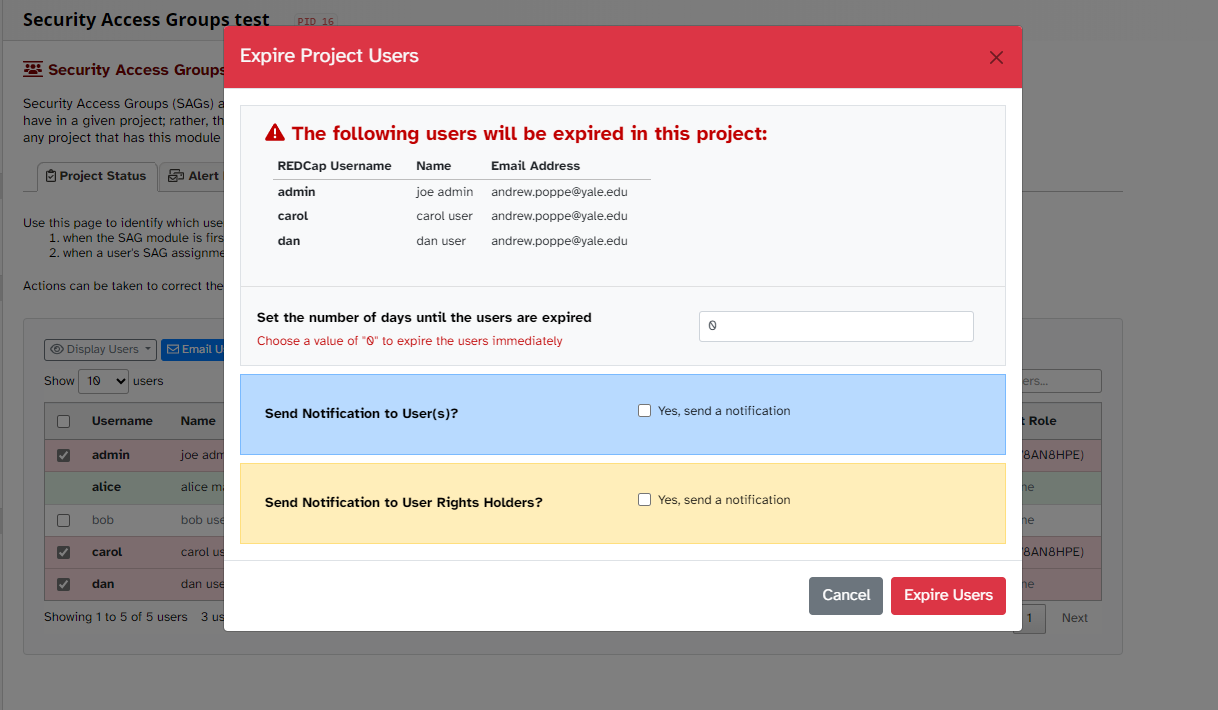 Security Access Groups test PID 16
Expire Project Users
Security Access Groups
Security Access Groups (SAGs) a
have in a given project; rather, th
any project that has this module
Project Status Alert
Use this page to identify which use
1. when the SAG module is firs
2. when a user's SAG assignme
Actions can be taken to correct the
The following users will be expired in this project:
REDCap Username Name Email Address
admin joe admin andrew.poppe@yale.edu
carol carol user andrew.poppe@yale.edu
dan dan user andrew.poppe@yale.edu
Set the number of days until the users are expired
0
Choose a value of "0" to expire the users immediately
Send Notification to User(s)?
Yes, send a notification
Send Notification to User Rights Holders?
Yes, send a notification
Cancel Expire Users
Display Users Email U
Show 10 users ers...
Username Name t Role
admin joe adm 8AN8HPE)
alice alice ma ne
bob bob use ne
carol carol us 8AN8HPE)
dan dan use ne
Showing 1 to 5 of 5 users 3 us
1 Next